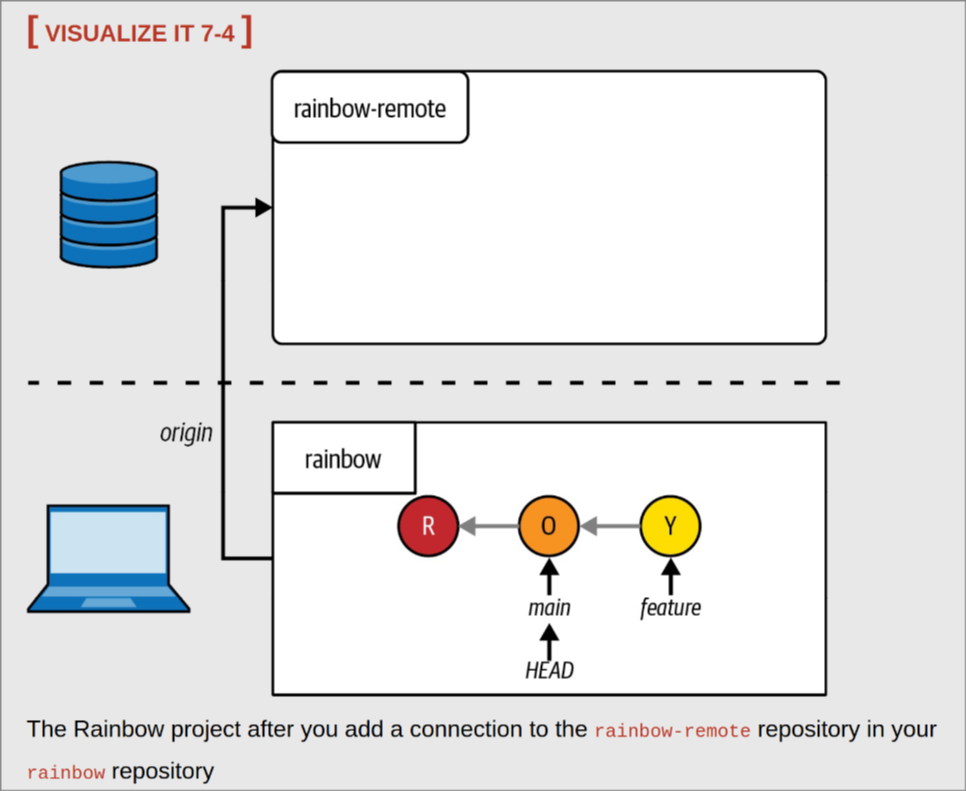 [ VISUALIZE IT 7-4 ]
rainbow-remote
origin
rainbow
R O Y
main feature
HEAD
The Rainbow project after you add a connection to the rainbow-remote repository in your
rainbow repository